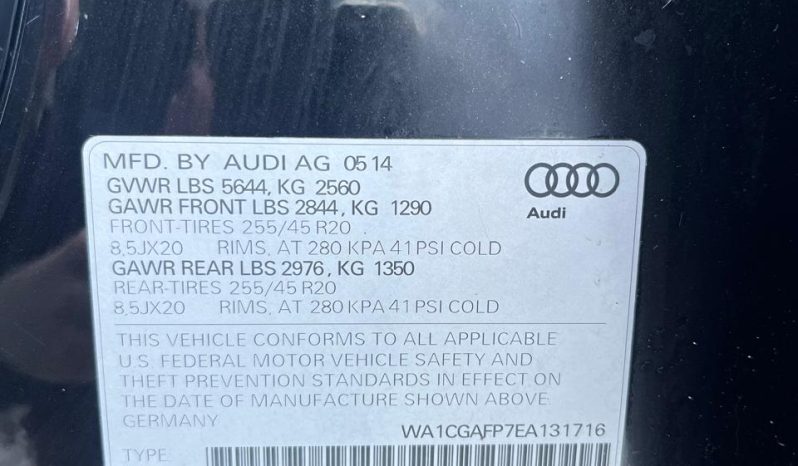 MFD. BY AUDI AG 05 14
GVWR LBS 5644, KG 2560
GAWR FRONT LBS 2844, KG 1290
FRONT-TIRES 255/45 R20
8,5JX20 RIMS, AT 280 KPA 41 PSI COLD
GAWR REAR LBS 2976, KG 1350
REAR-TIRES 255/45 R20
8,5JX20 RIMS, AT 280 KPA 41 PSI COLD
Audi
THIS VEHICLE CONFORMS TO ALL APPLICABLE
U.S. FEDERAL MOTOR VEHICLE SAFETY AND
THEFT PREVENTION STANDARDS IN EFFECT ON
THE DATE OF MANUFACTURE SHOWN ABOVE.
GERMANY WA1CGAFP7EA131716
TYPE